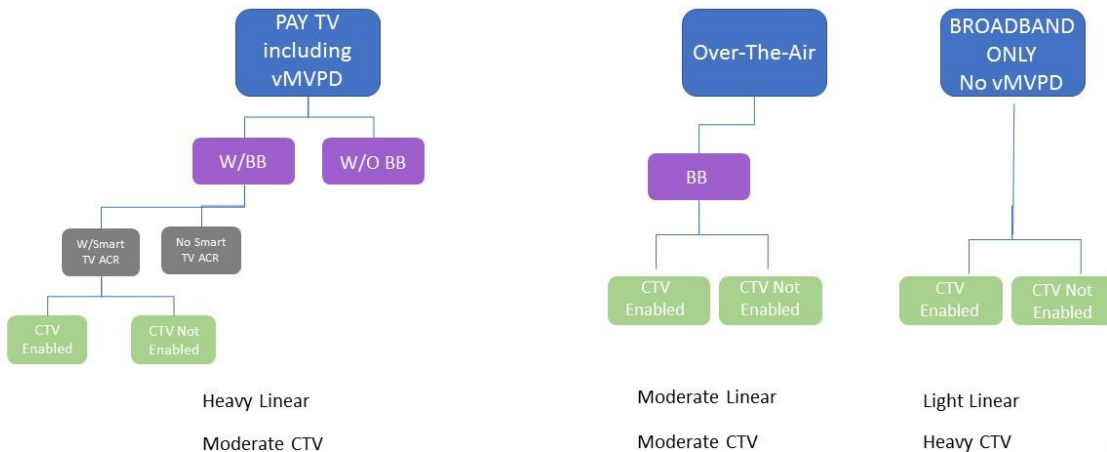 PAY TV
including
vMVPD
Over-The-Air
BROADBAND
ONLY
No vMVPD
W/BB
W/O BB
BB
W/Smart
TV ACR
No Smart
TV ACR
CTV
Enabled
CTV Not
Enabled
CTV
Enabled
CTV Not
Enabled
CTV
Enabled
CTV Not
Enabled
Heavy Linear
Moderate CTV
Moderate Linear
Moderate CTV
Light Linear
Heavy CTV